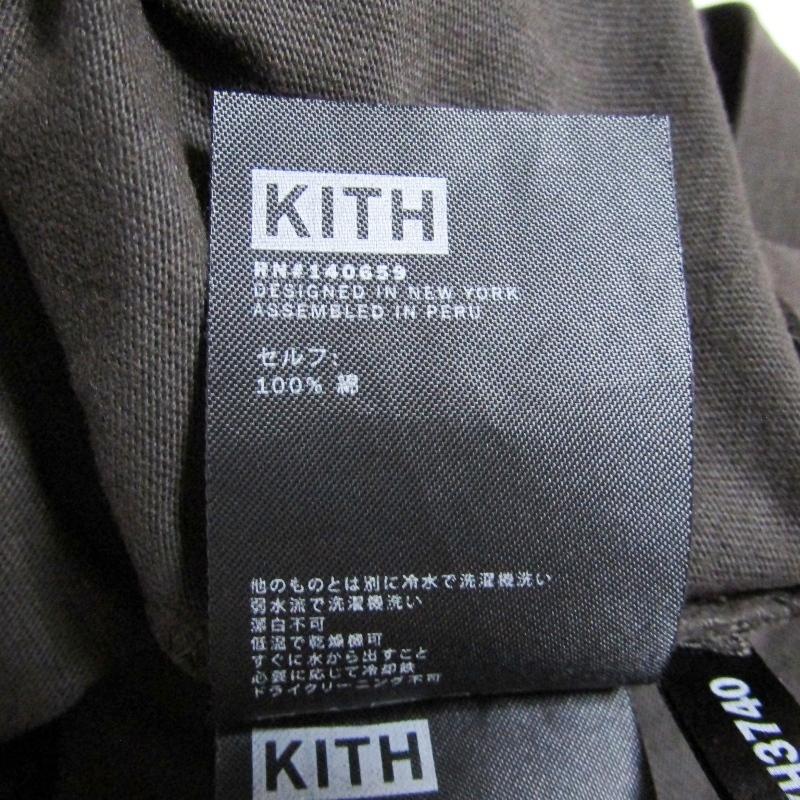 KITH
RN#140659
DESIGNED IN NEW YORK
ASSEMBLED IN PERU
セルフ:
100% 綿
他のものとは別に冷水で洗濯機洗い
弱水流で洗濯機洗い
漂白不可
低温で乾燥機可
すぐに水から出すこと
必要に応じて冷却鉄
ドライクリーニング不可
KITH
H3740